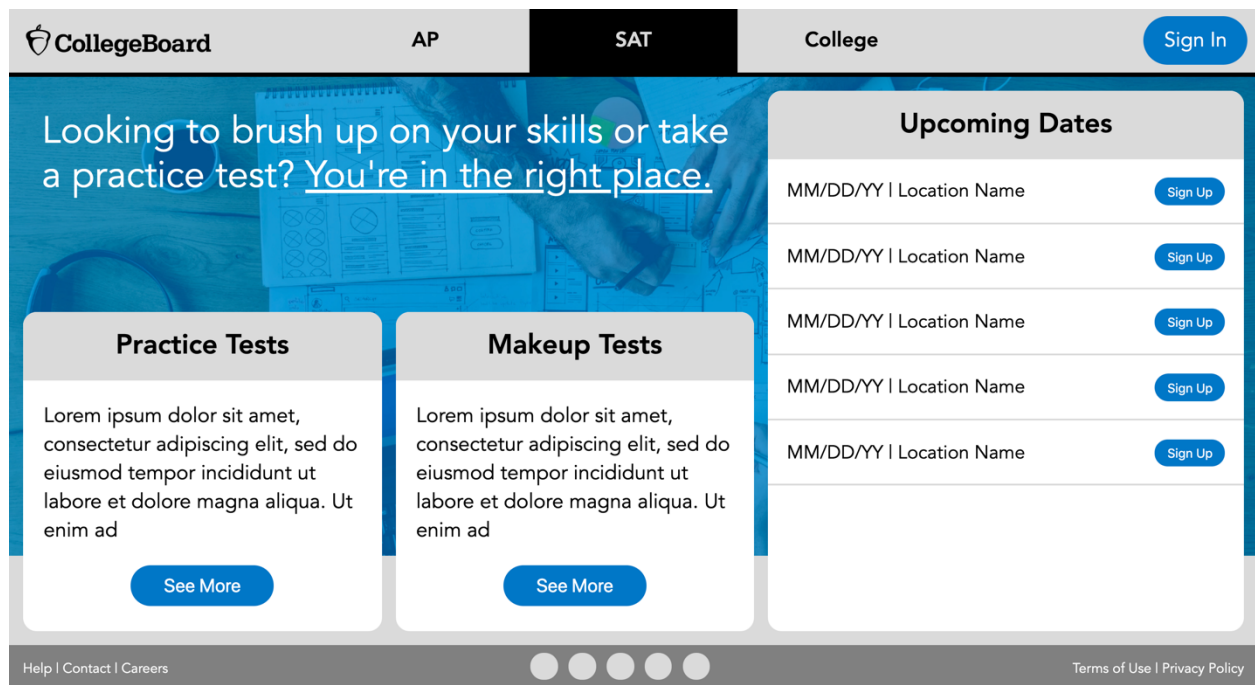 CollegeBoard
AP
SAT
College
Sign In
Looking to brush up on your skills or take
a practice test? You're in the right place.
Practice Tests
Lorem ipsum dolor sit amet,
consectetur adipiscing elit, sed do
eiusmod tempor incididunt ut
labore et dolore magna aliqua. Ut
enim ad
See More
Makeup Tests
Lorem ipsum dolor sit amet,
consectetur adipiscing elit, sed do
eiusmod tempor incididunt ut
labore et dolore magna aliqua. Ut
enim ad
See More
Upcoming Dates
MM/DD/YY | Location Name
Sign Up
MM/DD/YY | Location Name
Sign Up
MM/DD/YY | Location Name
Sign Up
MM/DD/YY | Location Name
Sign Up
MM/DD/YY | Location Name
Sign Up
Help | Contact | Careers
Terms of Use | Privacy Policy